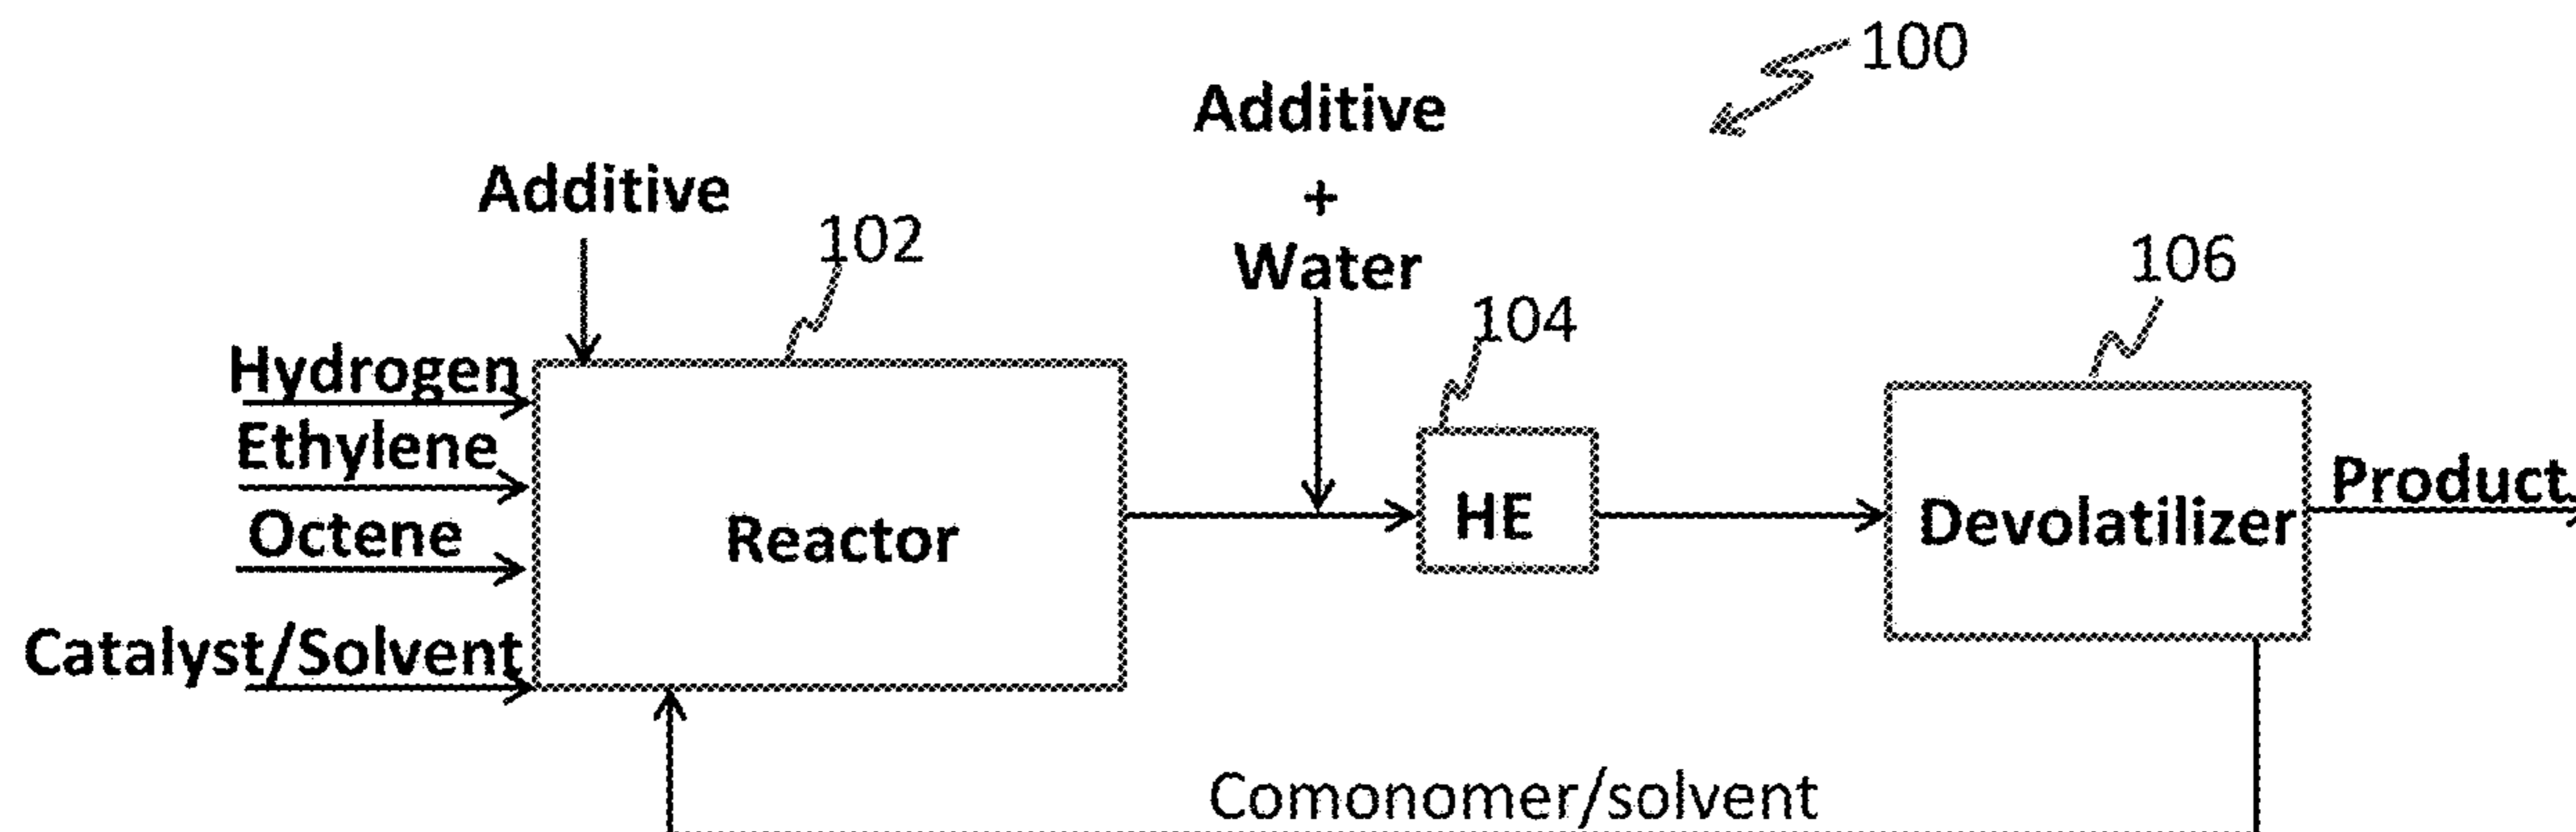 100
Additive
+
Water
Additive
102
104
106
Hydrogen
Ethylene
Octene
Catalyst/Solvent
Reactor
HE
Devolatilizer
Product
Comonomer/solvent